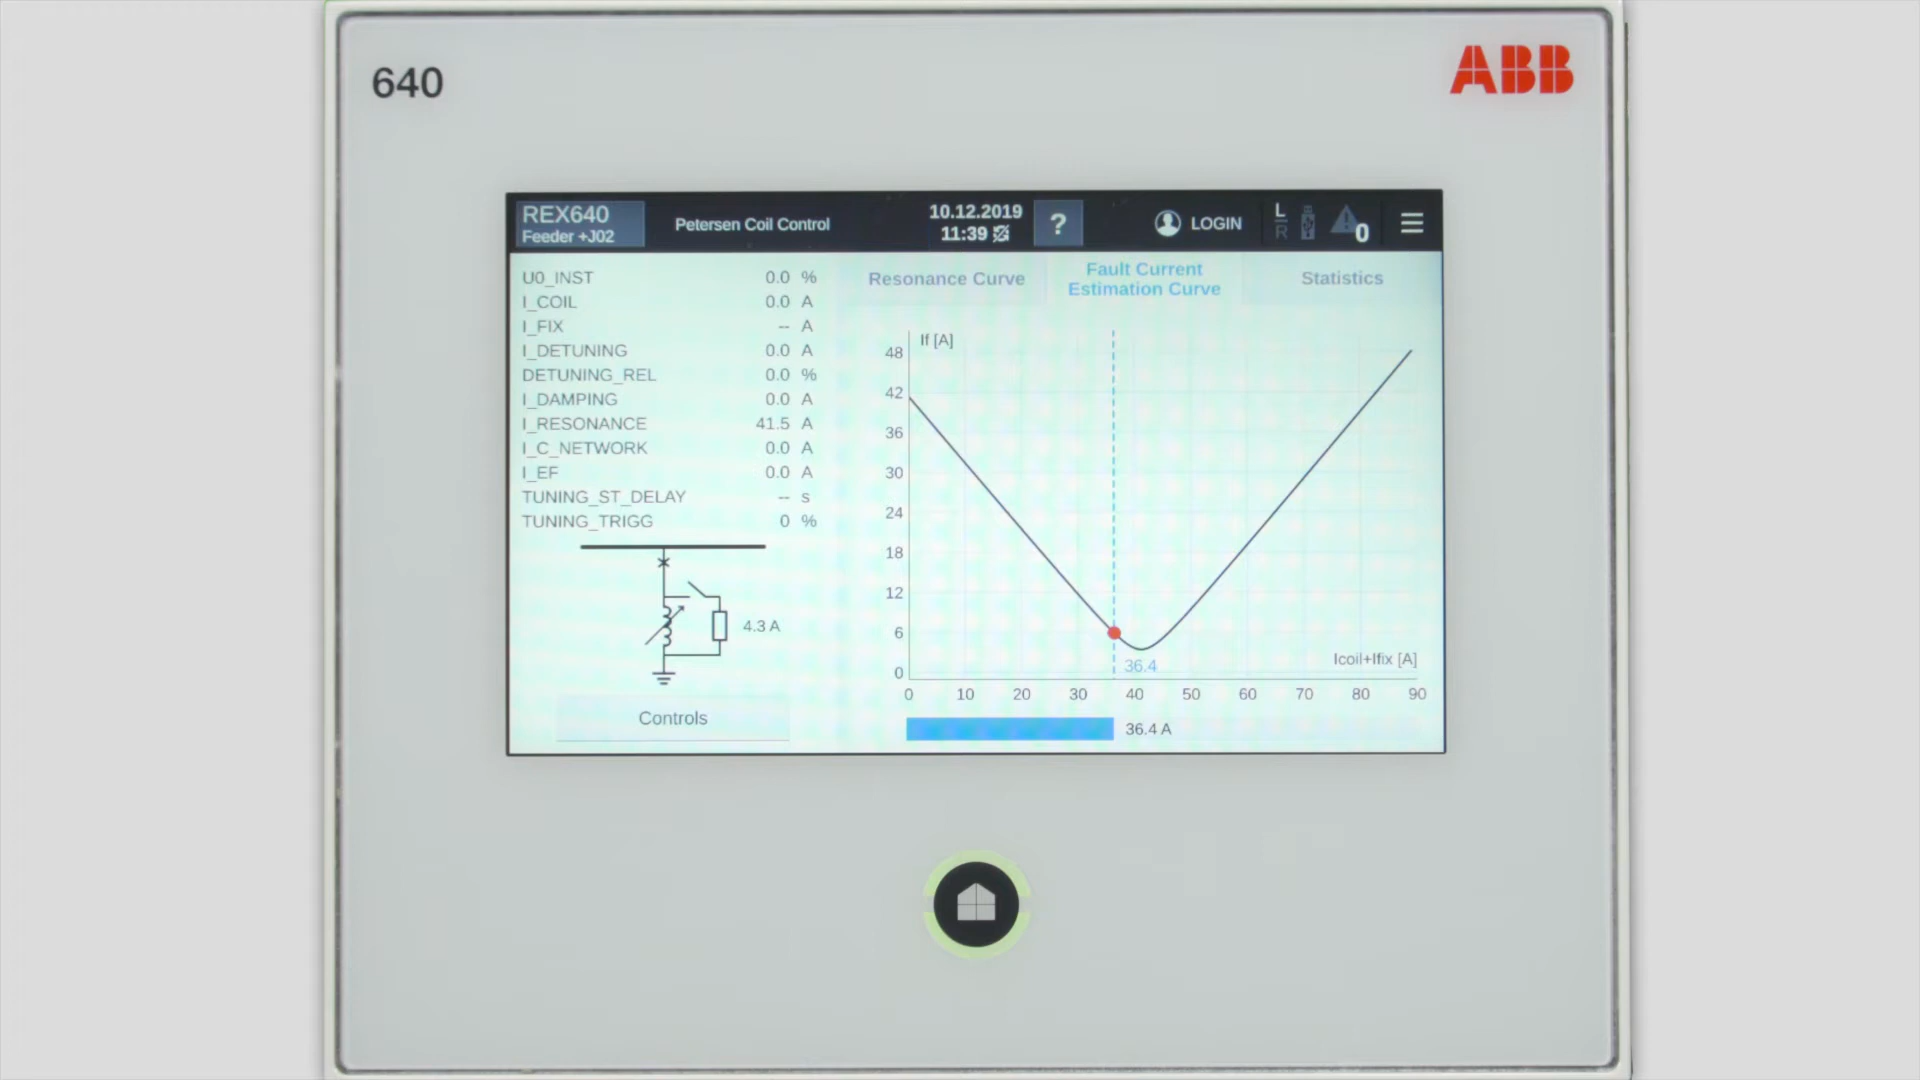 640
ABB
REX640
Feeder +J02
Petersen Coil Control
10.12.2019
11:39
?
LOGIN
L
R
0
U0_INST 0.0 %
I_COIL 0.0 A
I_FIX -- A
I_DETUNING 0.0 A
DETUNING_REL 0.0 %
I_DAMPING 0.0 A
I_RESONANCE 41.5 A
I_C_NETWORK 0.0 A
I_EF 0.0 A
TUNING_ST_DELAY -- s
TUNING_TRIGG 0 %
4.3 A
Controls
Resonance Curve
Fault Current
Estimation Curve
Statistics
If [A]
48
42
36
30
24
18
12
6
0
36.4
Icoil+Ifix [A]
0 10 20 30 40 50 60 70 80 90
36.4 A